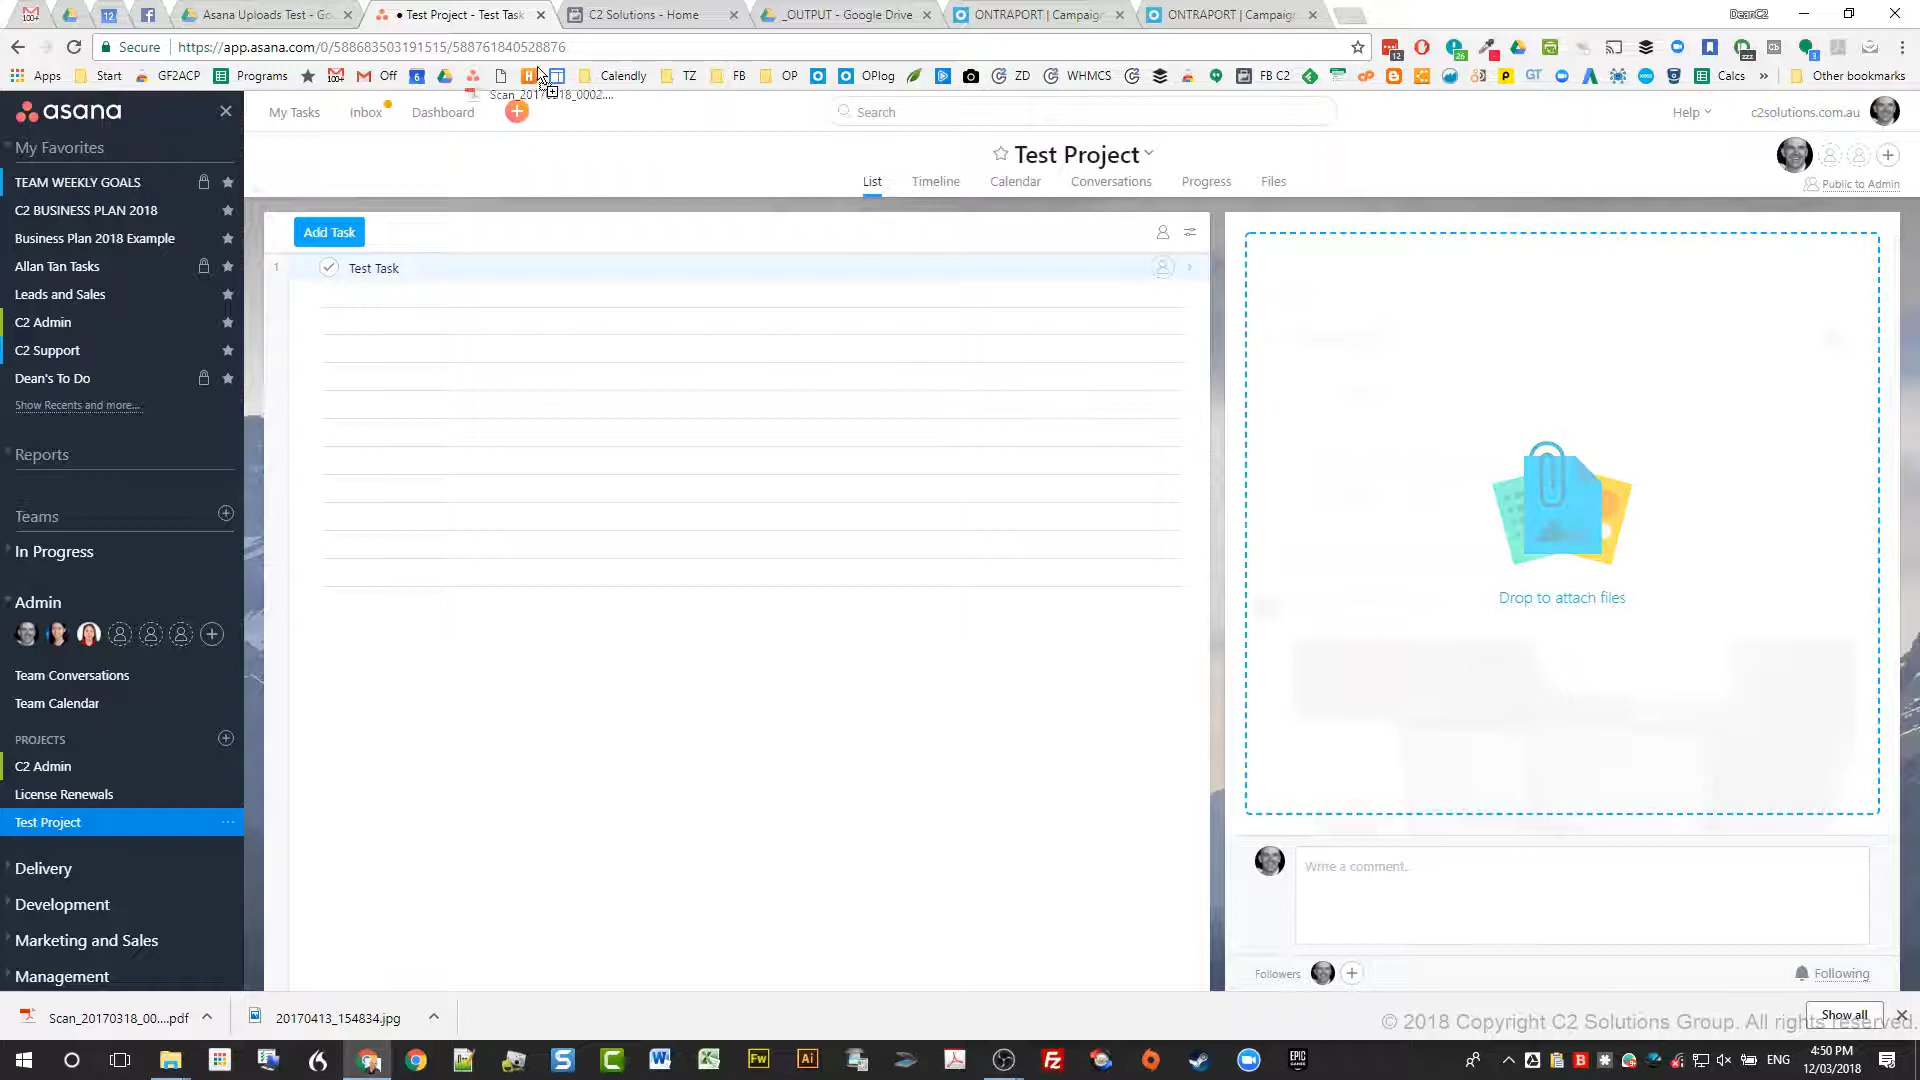 Asana Uploads Test - Go
• Test Project - Test Task
C2 Solutions - Home
_OUTPUT - Google Drive
ONTRAPORT | Campaig
ONTRAPORT | Campaig
DeanC2
Secure
https://app.asana.com/0/588683503191515/588761840528876
Apps
Start
GF2ACP
Programs
Off
Calendly
TZ
FB
OP
OPlog
ZD
WHMCS
FB C2
Calcs
»
Other bookmarks
Scan_20170318_0002....
asana
My Tasks
Inbox
Dashboard
Search
Help
c2solutions.com.au
My Favorites
Test Project
List
Timeline
Calendar
Conversations
Progress
Files
Public to Admin
TEAM WEEKLY GOALS
C2 BUSINESS PLAN 2018
Business Plan 2018 Example
Allan Tan Tasks
Leads and Sales
C2 Admin
C2 Support
Dean's To Do
Show Recents and more...
Add Task
1
Test Task
Reports
Teams
In Progress
Admin
Team Conversations
Team Calendar
PROJECTS
C2 Admin
License Renewals
Test Project
Delivery
Development
Marketing and Sales
Management
Drop to attach files
Write a comment...
Followers
Following
Scan_20170318_00....pdf
20170413_154834.jpg
Show all
© 2018 Copyright C2 Solutions Group. All rights reserved.
ENG
4:50 PM
12/03/2018